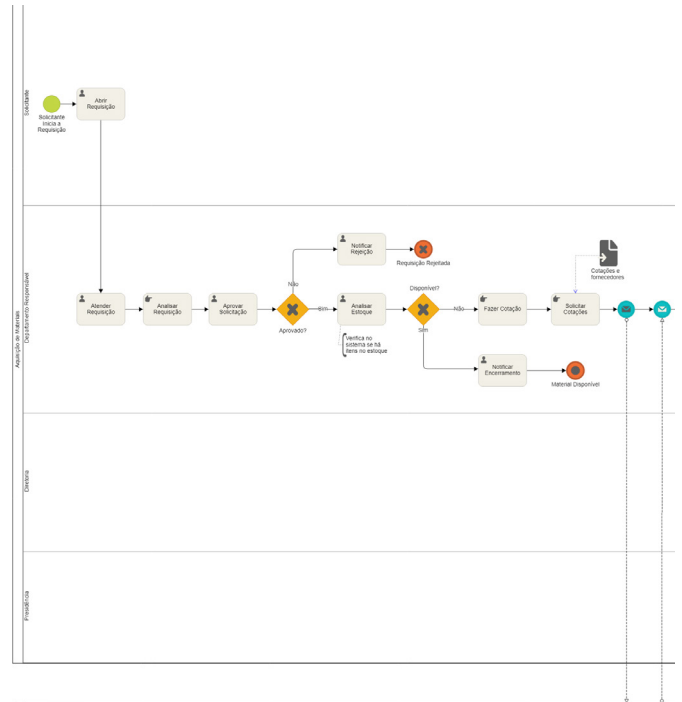 Aquisição de Materiais
Solicitante
Solicitante
Inicia a
Requisição
Abrir
Requisição
Departamento Responsável
Atender
Requisição
Analisar
Requisição
Aprovar
Solicitação
Aprovado?
Não
Notificar
Rejeição
Requisição Rejeitada
Sim
Analisar
Estoque
Verifica no
sistema se há
itens no estoque
Disponível?
Não
Fazer Cotação
Solicitar
Cotações
Cotações e
fornecedores
Sim
Notificar
Encerramento
Material Disponível
Diretoria
Presidência